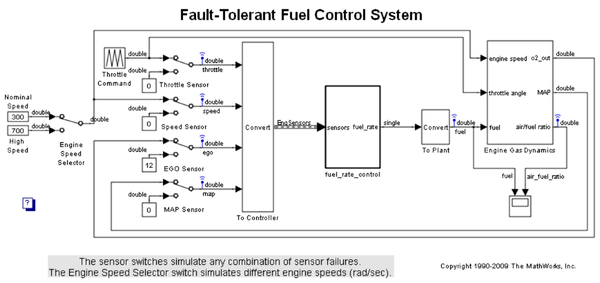 Fault-Tolerant Fuel Control System
double
double
engine speed
o2_out
double
Throttle
Command
double
throttle
0
double
Throttle Sensor
throttle angle
MAP
double
Nominal
Speed
300
double
700
double
High
Speed
Engine
Speed
Selector
double
double
double
speed
0
double
Speed Sensor
Convert
EngSensors
sensors
fuel_rate
single
Convert
double
fuel
fuel
air/fuel ratio
double
To Plant
Engine Gas Dynamics
double
double
ego
12
double
EGO Sensor
fuel_rate_control
fuel
air_fuel_ratio
double
double
map
0
double
MAP Sensor
To Controller
?
The sensor switches simulate any combination of sensor failures.
The Engine Speed Selector switch simulates different engine speeds (rad/sec).
Copyright 1990-2009 The MathWorks, Inc.